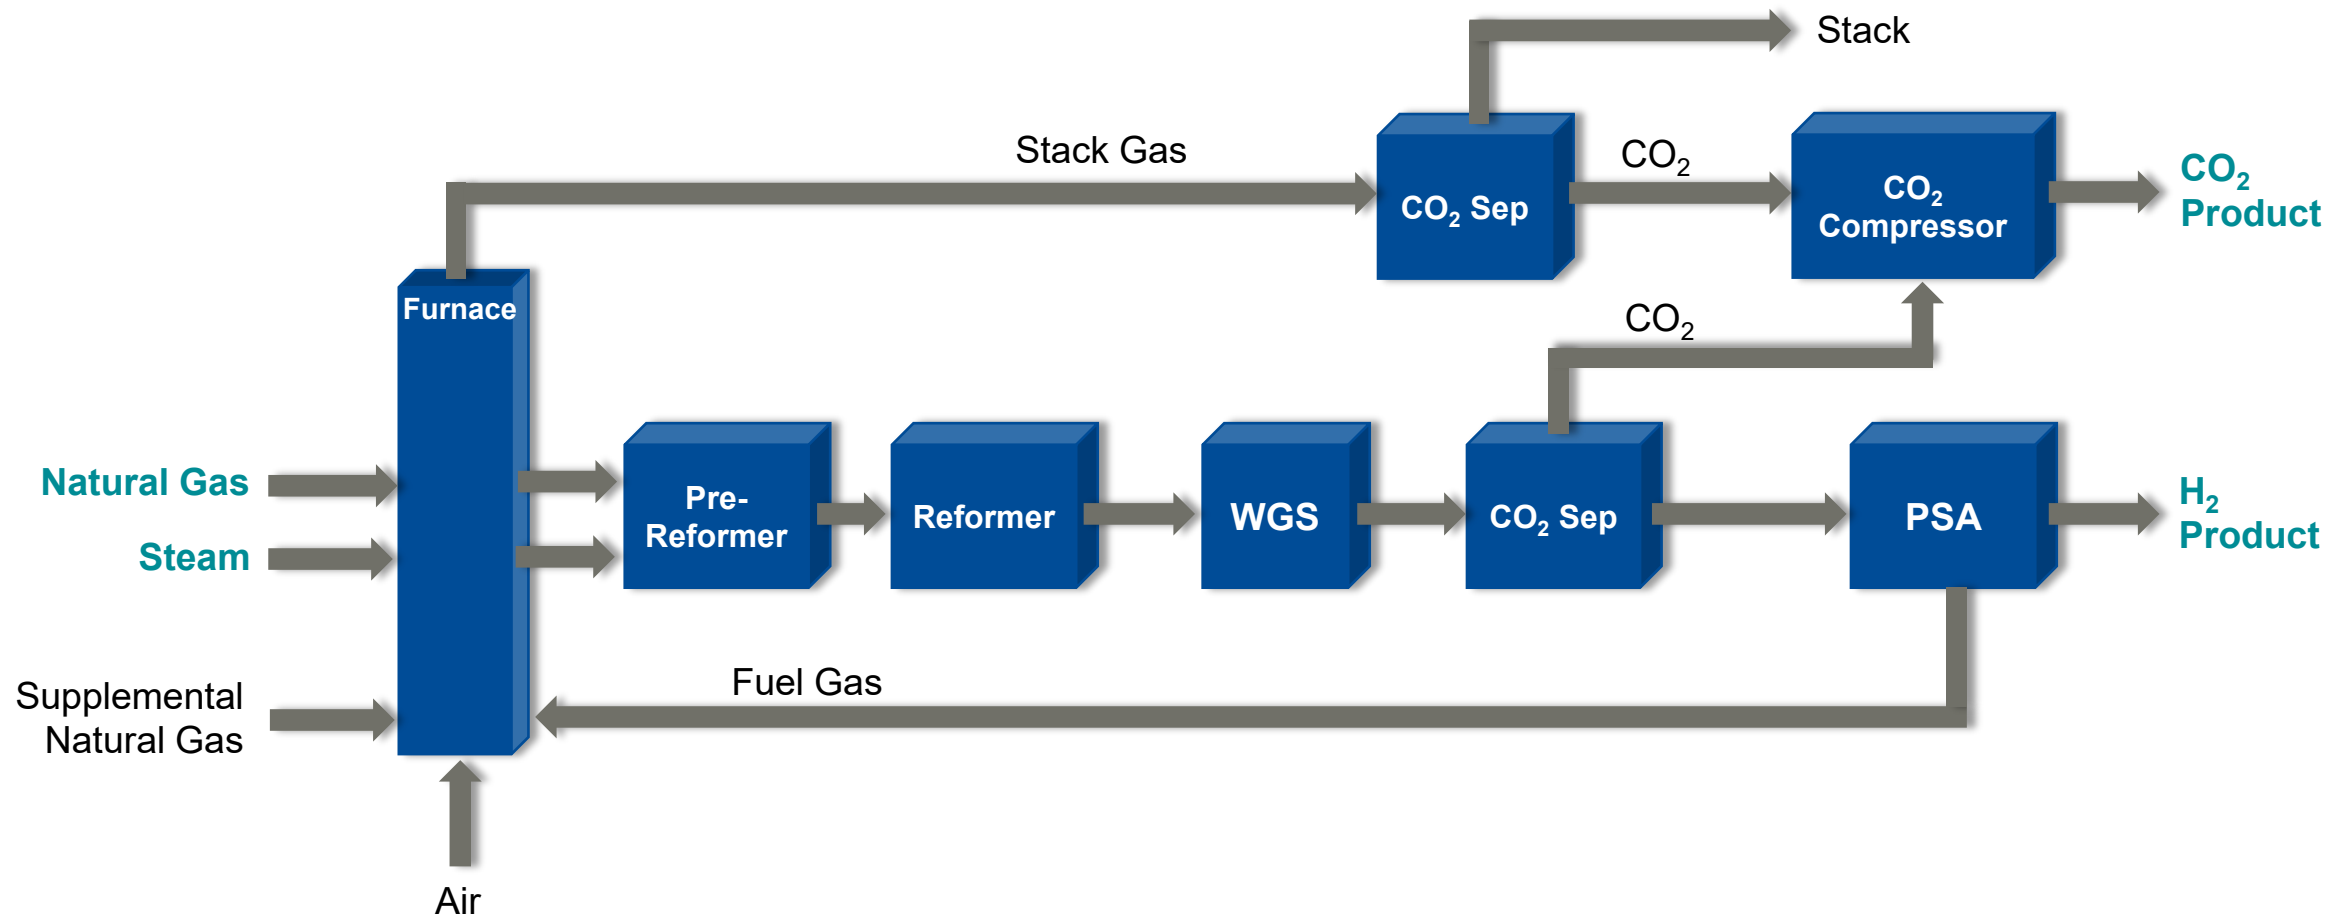 Stack
Stack Gas
CO₂
CO₂ Sep
CO₂
Compressor
CO₂
Product
Furnace
CO₂
Natural Gas
Steam
Pre-
Reformer
Reformer
WGS
CO₂ Sep
PSA
H₂
Product
Supplemental
Natural Gas
Fuel Gas
Air